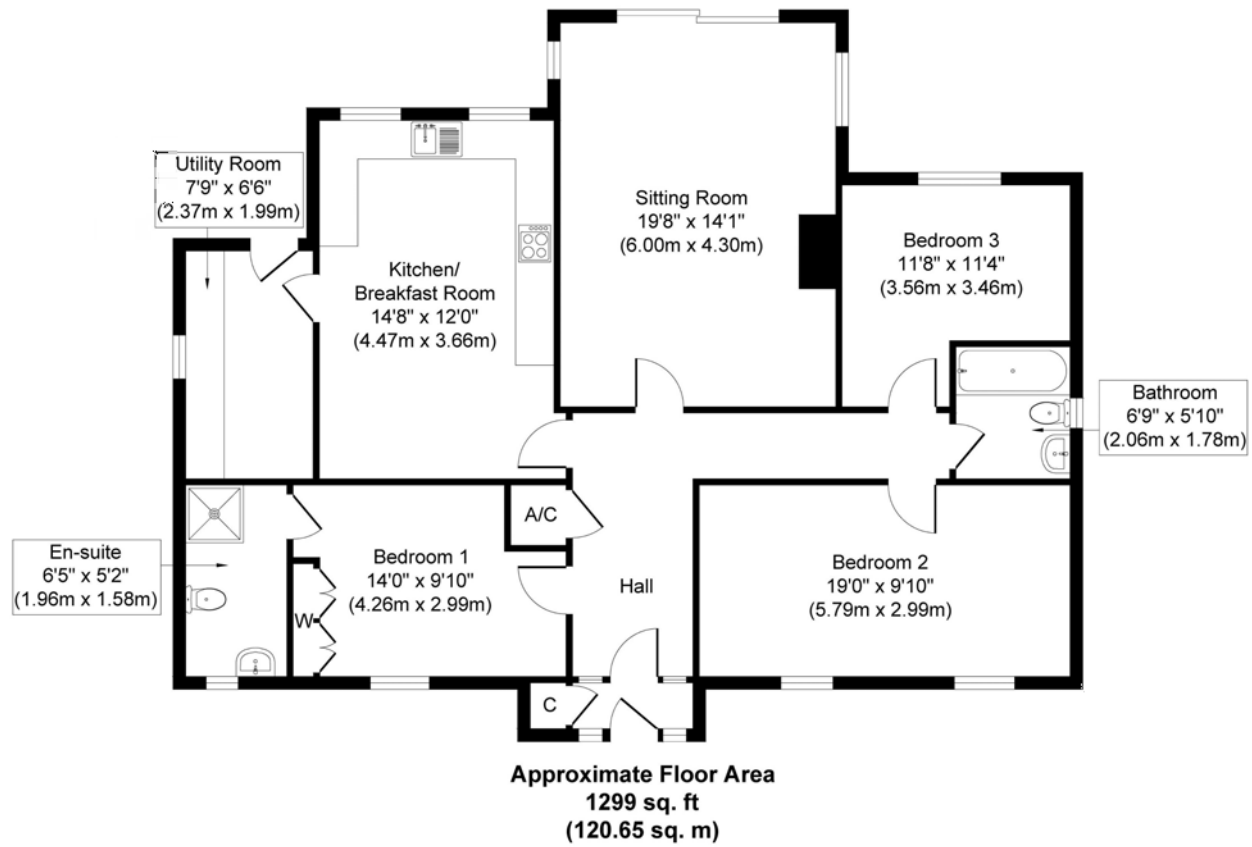 Utility Room
7'9" x 6'6"
(2.37m x 1.99m)
Sitting Room
19'8" x 14'1"
(6.00m x 4.30m)
Bedroom 3
11'8" x 11'4"
(3.56m x 3.46m)
Kitchen/
Breakfast Room
14'8" x 12'0"
(4.47m x 3.66m)
Bathroom
6'9" x 5'10"
(2.06m x 1.78m)
A/C
En-suite
6'5" x 5'2"
(1.96m x 1.58m)
Bedroom 1
14'0" x 9'10"
(4.26m x 2.99m)
W
Hall
Bedroom 2
19'0" x 9'10"
(5.79m x 2.99m)
C
Approximate Floor Area
1299 sq. ft
(120.65 sq. m)